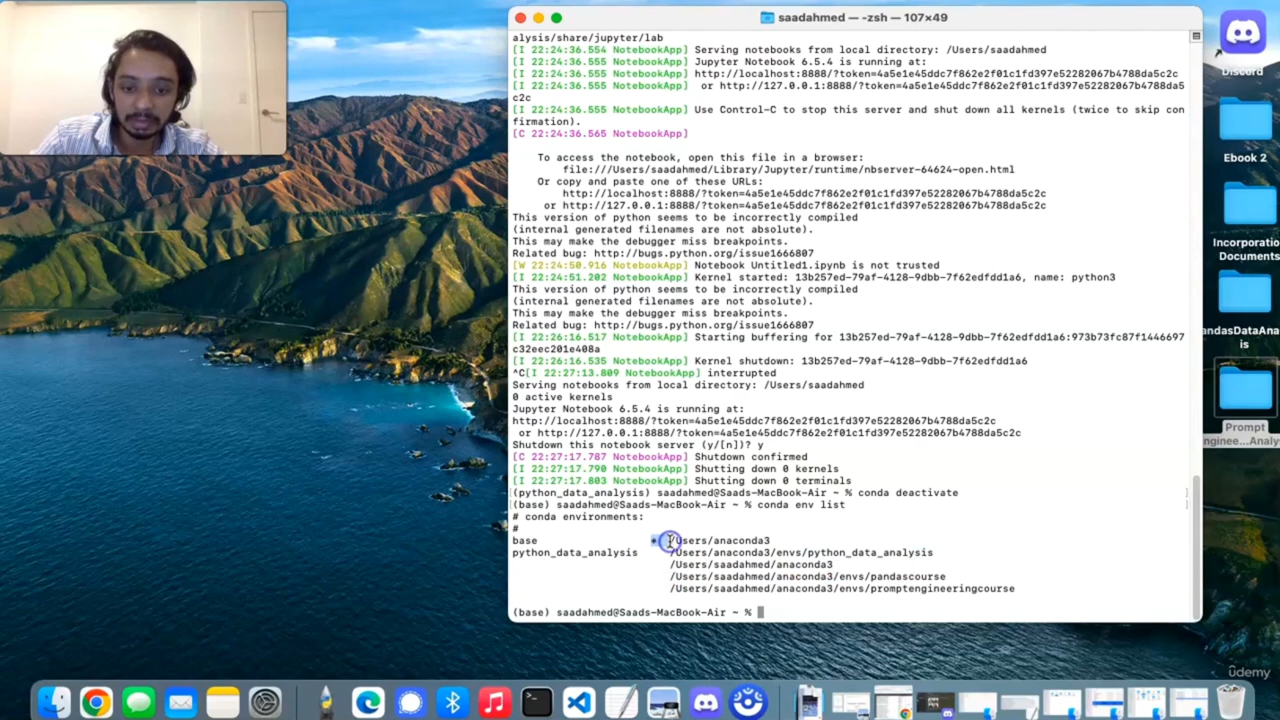 saadahmed — -zsh — 107×49
alysis/share/jupyter/lab
[I 22:24:36.554 NotebookApp] Serving notebooks from local directory: /Users/saadahmed
[I 22:24:36.555 NotebookApp] Jupyter Notebook 6.5.4 is running at:
[I 22:24:36.555 NotebookApp] http://localhost:8888/?token=4a5e1e45ddc7f862e2f01c1fd397e52282067b4788da5c2c
[I 22:24:36.555 NotebookApp]  or http://127.0.0.1:8888/?token=4a5e1e45ddc7f862e2f01c1fd397e52282067b4788da5
c2c
[I 22:24:36.555 NotebookApp] Use Control-C to stop this server and shut down all kernels (twice to skip con
firmation).
[C 22:24:36.565 NotebookApp]
To access the notebook, open this file in a browser:
file:///Users/saadahmed/Library/Jupyter/runtime/nbserver-64624-open.html
Or copy and paste one of these URLs:
http://localhost:8888/?token=4a5e1e45ddc7f862e2f01c1fd397e52282067b4788da5c2c
or http://127.0.0.1:8888/?token=4a5e1e45ddc7f862e2f01c1fd397e52282067b4788da5c2c
This version of python seems to be incorrectly compiled
(internal generated filenames are not absolute).
This may make the debugger miss breakpoints.
Related bug: http://bugs.python.org/issue1666807
[W 22:24:50.916 NotebookApp] Notebook Untitled1.ipynb is not trusted
[I 22:24:51.202 NotebookApp] Kernel started: 13b257ed-79af-4128-9dbb-7f62edfdd1a6, name: python3
This version of python seems to be incorrectly compiled
(internal generated filenames are not absolute).
This may make the debugger miss breakpoints.
Related bug: http://bugs.python.org/issue1666807
[I 22:26:16.517 NotebookApp] Starting buffering for 13b257ed-79af-4128-9dbb-7f62edfdd1a6:973b73fc87f1446697
c32eec201e408a
[I 22:26:16.535 NotebookApp] Kernel shutdown: 13b257ed-79af-4128-9dbb-7f62edfdd1a6
^C[I 22:27:13.809 NotebookApp] interrupted
Serving notebooks from local directory: /Users/saadahmed
0 active kernels
Jupyter Notebook 6.5.4 is running at:
http://localhost:8888/?token=4a5e1e45ddc7f862e2f01c1fd397e52282067b4788da5c2c
or http://127.0.0.1:8888/?token=4a5e1e45ddc7f862e2f01c1fd397e52282067b4788da5c2c
Shutdown this notebook server (y/[n])? y
[C 22:27:17.787 NotebookApp] Shutdown confirmed
[I 22:27:17.790 NotebookApp] Shutting down 0 kernels
[I 22:27:17.803 NotebookApp] Shutting down 0 terminals
(python_data_analysis) saadahmed@Saads-MacBook-Air ~ % conda deactivate
(base) saadahmed@Saads-MacBook-Air ~ % conda env list
# conda environments:
#
base * /Users/anaconda3
python_data_analysis /Users/anaconda3/envs/python_data_analysis
/Users/saadahmed/anaconda3
/Users/saadahmed/anaconda3/envs/pandascourse
/Users/saadahmed/anaconda3/envs/promptengineeringcourse
(base) saadahmed@Saads-MacBook-Air ~ %
Discord
Ebook 2
Incorporatio
Documents
andasDataAna
is
Prompt
nginee...Analy
ûdemy